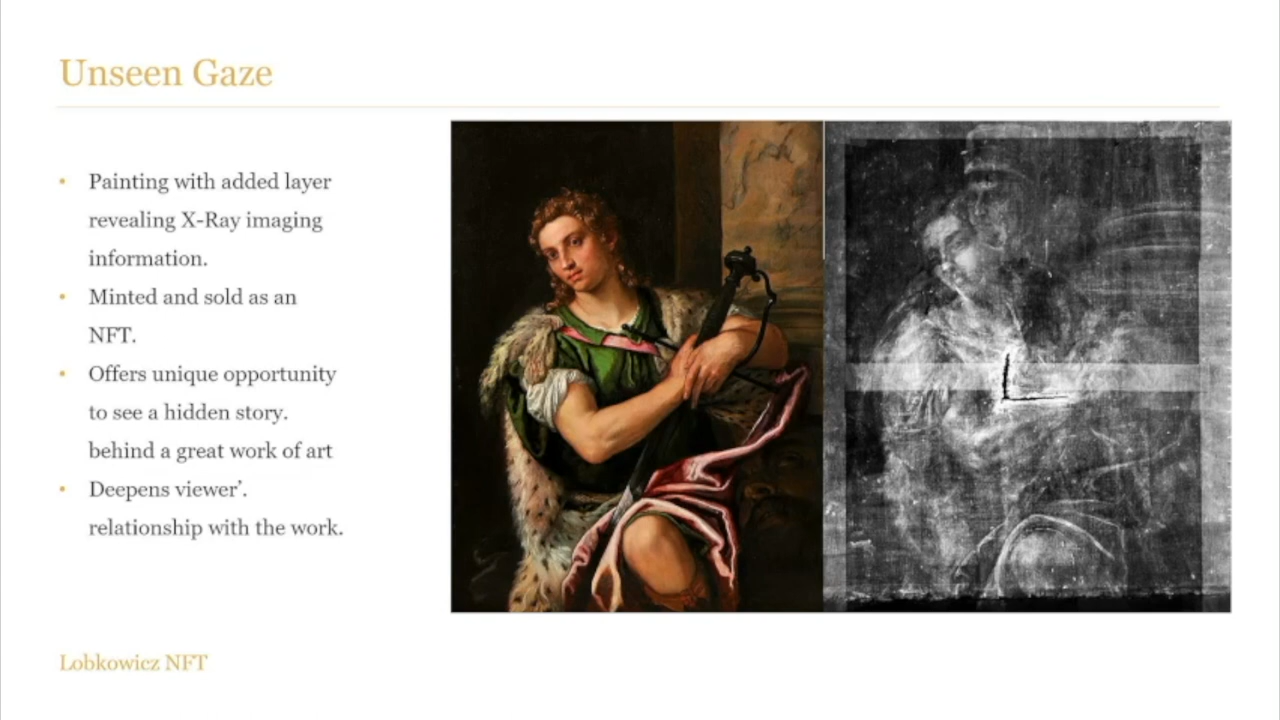 Unseen Gaze
• Painting with added layer
revealing X-Ray imaging
information.
• Minted and sold as an
NFT.
• Offers unique opportunity
to see a hidden story.
behind a great work of art
• Deepens viewer’.
relationship with the work.
Lobkowicz NFT